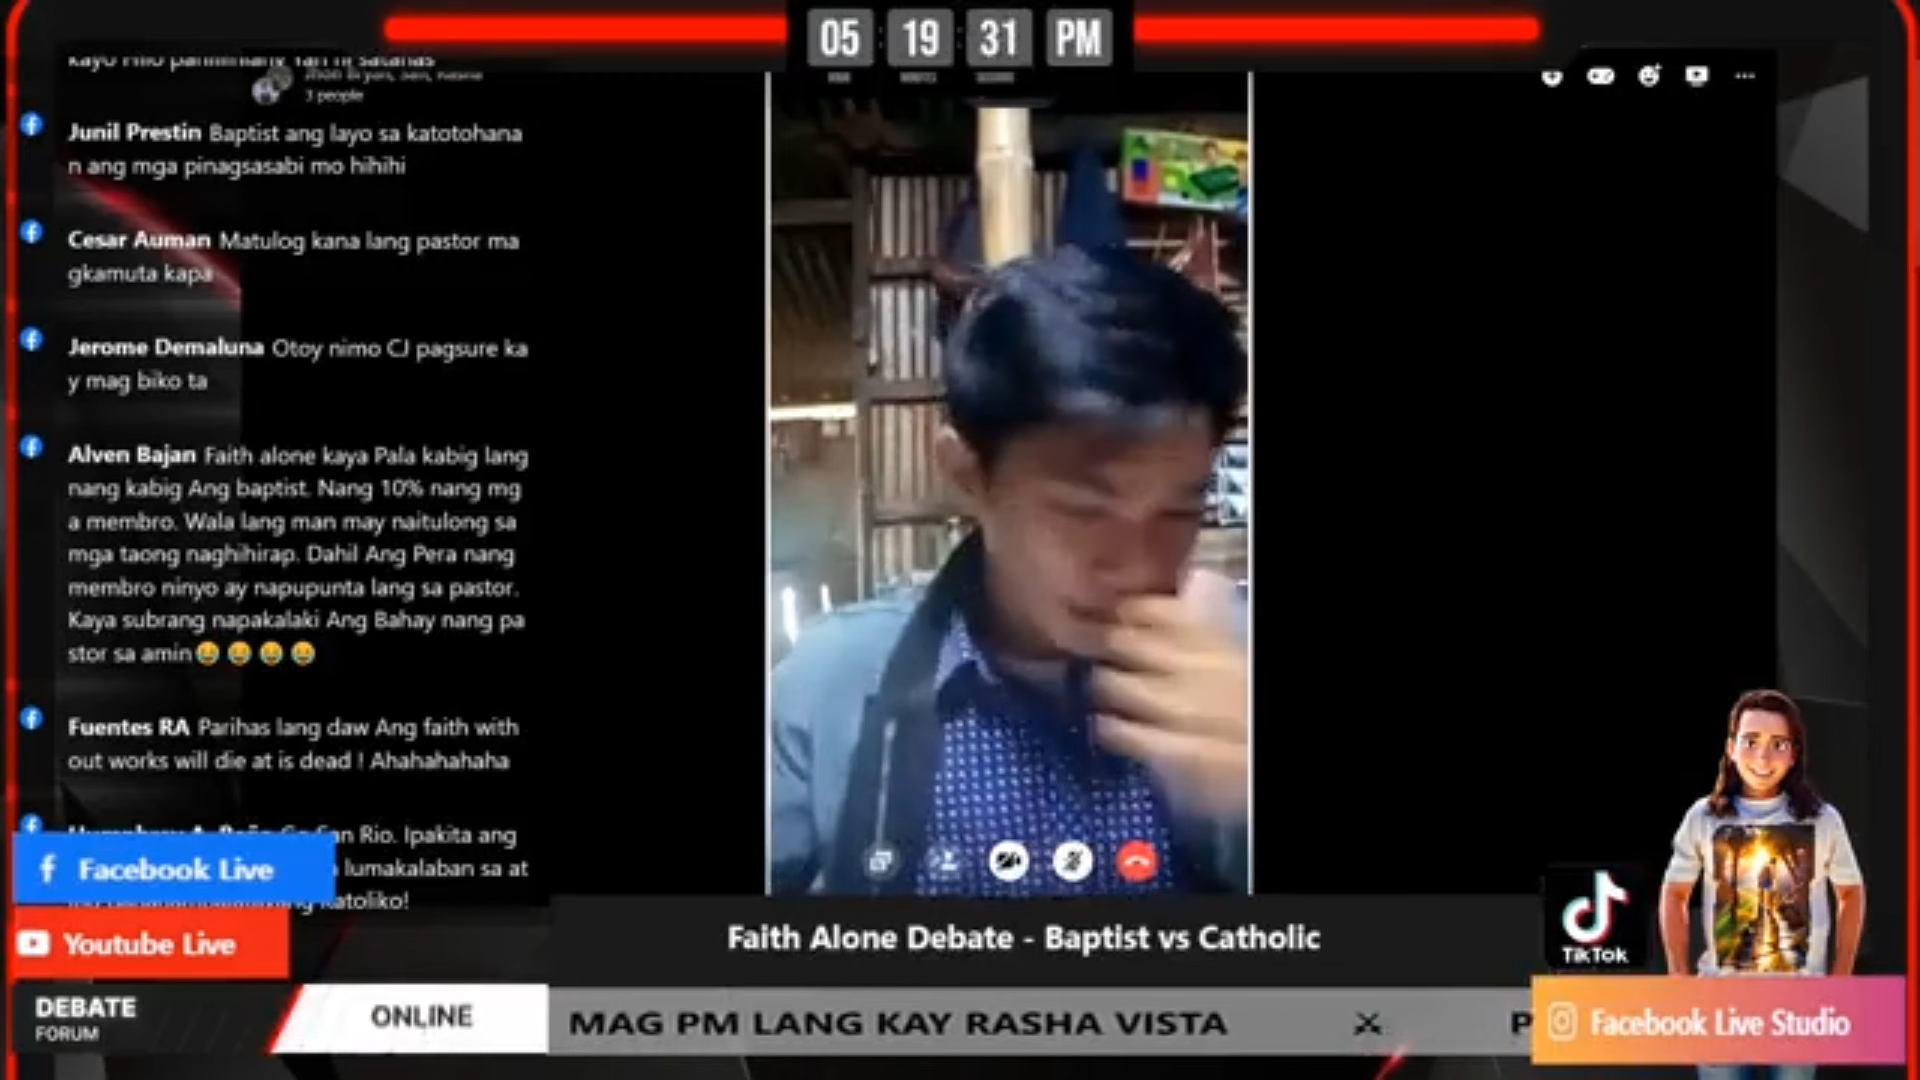 05 19 31 PM
3 people
Junil Prestin Baptist ang layo sa katotohana
n ang mga pinagsasabi mo hihihi
Cesar Auman Matulog kana lang pastor ma
gkamuta kapa
Jerome Demaluna Otoy nimo CJ pagsure ka
y mag biko ta
Alven Bajan Faith alone kaya Pala kabig lang
nang kabig Ang baptist. Nang 10% nang mg
a membro. Wala lang man may naitulong sa
mga taong naghihirap. Dahil Ang Pera nang
membro ninyo ay napupunta lang sa pastor.
Kaya subrang napakalaki Ang Bahay nang pa
stor sa amin😂😂😂😂
Fuentes RA Parihas lang daw Ang faith with
out works will die at is dead ! Ahahahahaha
Rio. Ipakita ang
lumakalaban sa at
katoliko!
Facebook Live
Youtube Live
Faith Alone Debate - Baptist vs Catholic
TikTok
DEBATE
FORUM
ONLINE
MAG PM LANG KAY RASHA VISTA
Facebook Live Studio